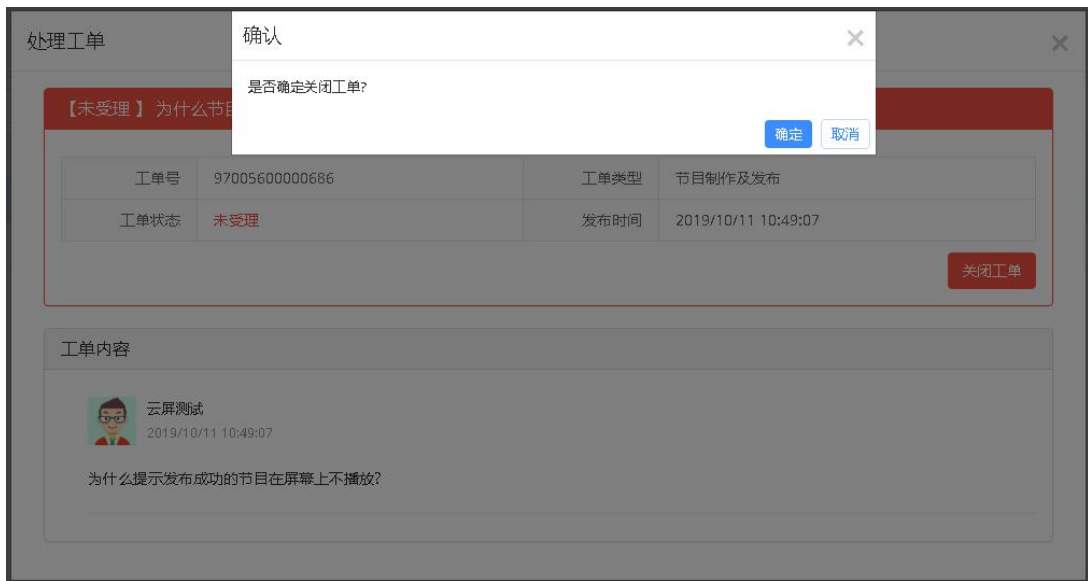 处理工单
确认
是否确定关闭工单?
确定 取消
【未受理 】 为什么节
工单号 97005600000686 工单类型 节目制作及发布
工单状态 未受理 发布时间 2019/10/11 10:49:07
关闭工单
工单内容
云屏测试
2019/10/11 10:49:07
为什么提示发布成功的节目在屏幕上不播放?